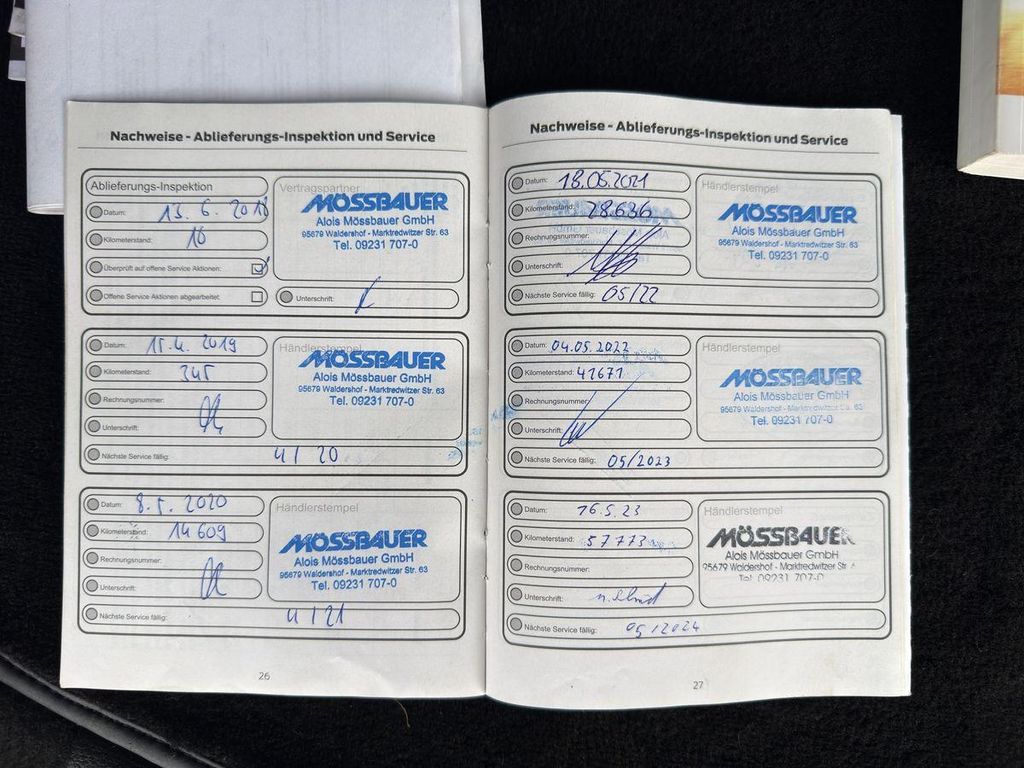 Nachweise - Ablieferungs-Inspektion und Service
Ablieferungs-Inspektion
Datum: 13. 6. 2018
Kilometerstand: 16
Überprüft auf offene Service Aktionen:
Offene Service Aktionen abgearbeitet:
Vertragspartner
MÖSSBAUER
Alois Mössbauer GmbH
95679 Waldershof - Marktredwitzer Str. 63
Tel. 09231 707-0
Unterschrift:
Datum: 15.4. 2019
Kilometerstand: 345
Rechnungsnummer:
Unterschrift:
Händlerstempel
MÖSSBAUER
Alois Mössbauer GmbH
95679 Waldershof - Marktredwitzer Str. 63
Tel. 09231 707-0
Nächste Service fällig: 4/ 20
Datum: 8.5. 2020
Kilometerstand: 14 609
Rechnungsnummer:
Unterschrift:
Händlerstempel
MÖSSBAUER
Alois Mössbauer GmbH
95679 Waldershof - Marktredwitzer Str. 63
Tel. 09231 707-0
Nächste Service fällig: 4/21
26
Nachweise - Ablieferungs-Inspektion und Service
Datum: 18.05.2021
Kilometerstand: 28636
Rechnungsnummer:
Unterschrift:
Händlerstempel
MÖSSBAUER
Alois Mössbauer GmbH
95679 Waldershof - Marktredwitzer Str. 63
Tel. 09231 707-0
Nächste Service fällig: 05/22
Datum: 04.05.2022
Kilometerstand: 42671
Rechnungsnummer:
Unterschrift:
Händlerstempel
MÖSSBAUER
Alois Mössbauer GmbH
95679 Waldershof - Marktredwitzer 63
Tel. 09231 707-0
Nächste Service fällig: 05/2023
Datum: 16.5.23
Kilometerstand: 57773
Rechnungsnummer:
Unterschrift:
Händlerstempel
MÖSSBAUER
Alois Mössbauer GmbH
95679 Waldershof - Marktredwitzer Str.
Tel. 09231 707-0
Nächste Service fällig: 05/2024
27